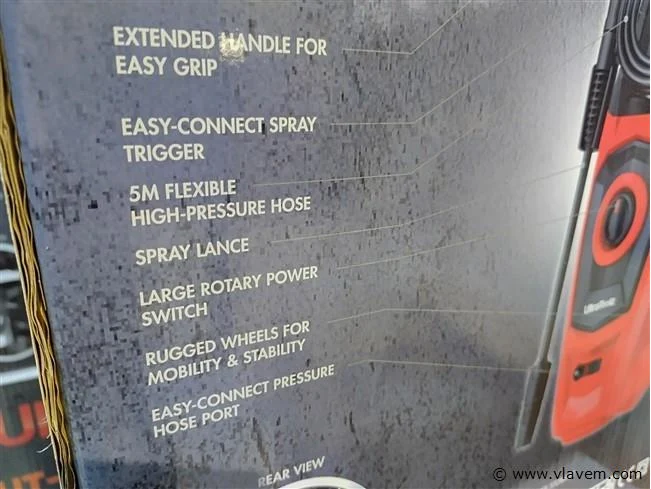 EXTENDED HANDLE FOR
EASY GRIP
EASY-CONNECT SPRAY
TRIGGER
5M FLEXIBLE
HIGH-PRESSURE HOSE
SPRAY LANCE
LARGE ROTARY POWER
SWITCH
RUGGED WHEELS FOR
MOBILITY & STABILITY
EASY-CONNECT PRESSURE
HOSE PORT
REAR VIEW
© www.vlavem.com